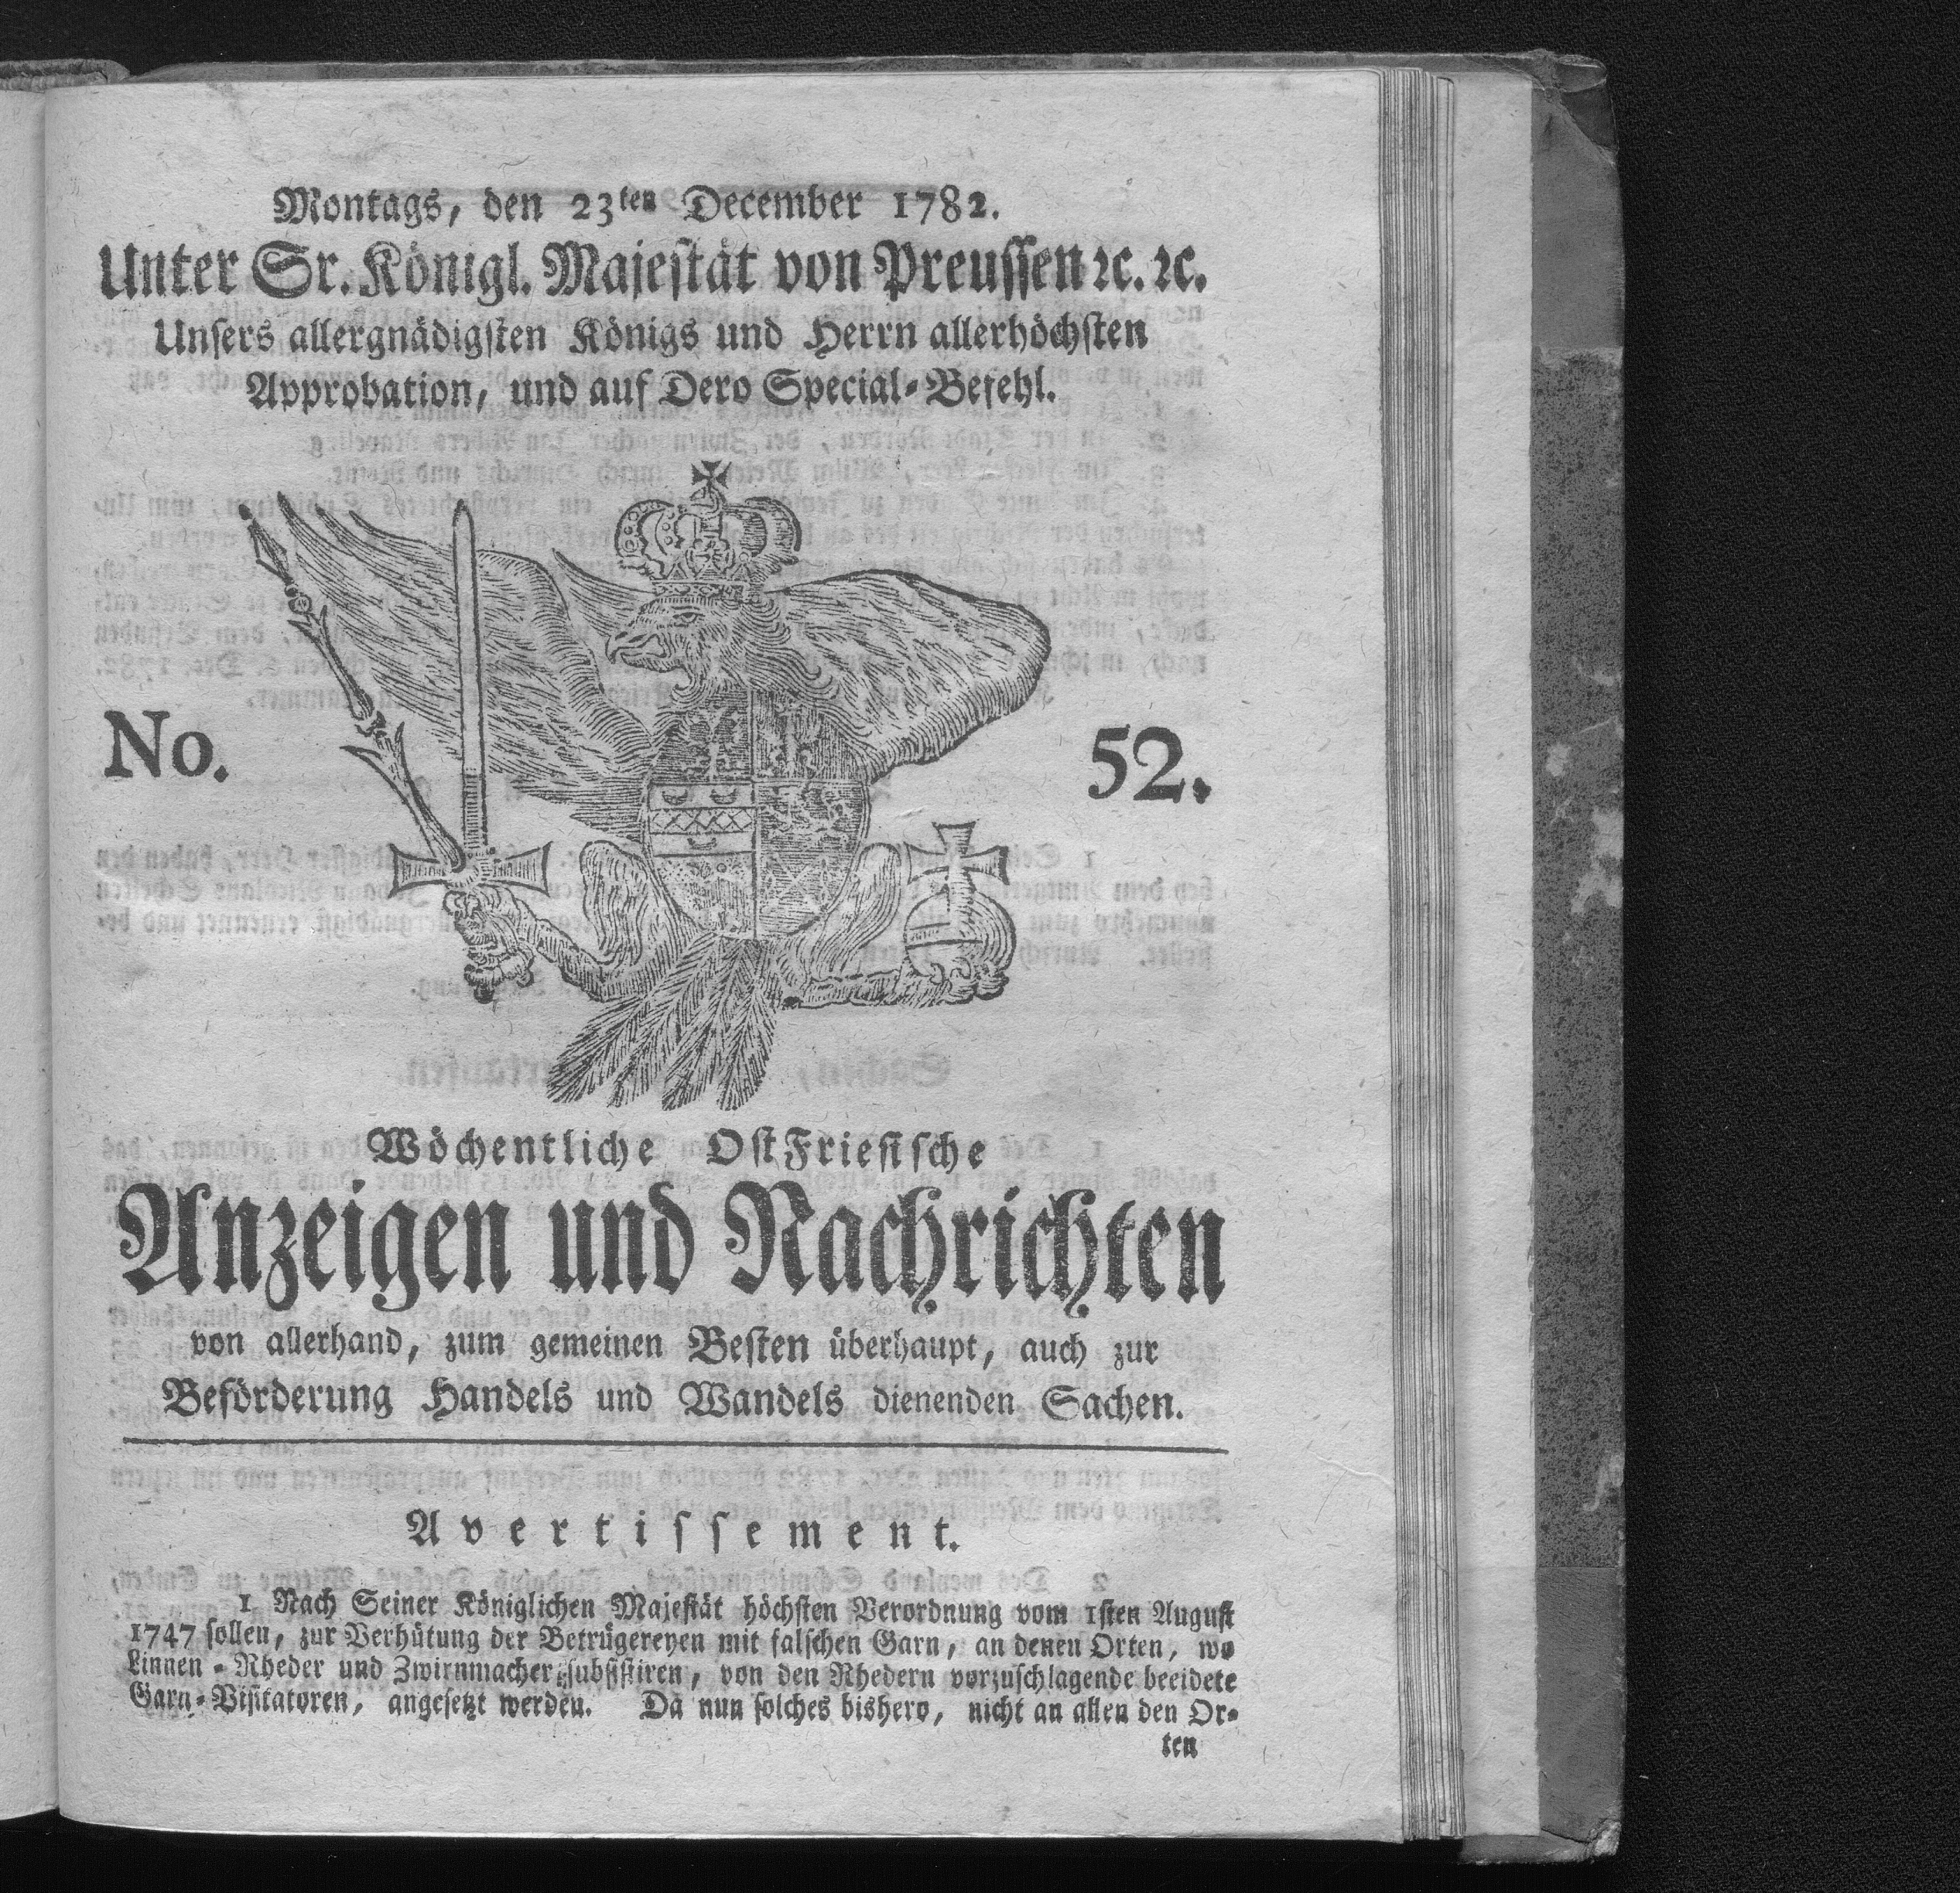 Montags, den 23ten December 1782.
Unter Sr. Königl. Majestät von Preussen ꝛc. ꝛc.
Unsers allergnädigsten Königs und Herrn allerhöchsten
Approbation, und auf Dero Special-Befehl.
No. 52.
Wöchentliche OstFriesische
Anzeigen und Nachrichten
von allerhand, zum gemeinen Besten überhaupt, auch zur
Beförderung Handels und Wandels dienenden Sachen.
Avertissement.
1 Nach Seiner Königlichen Majestät höchsten Verordnung vom 1sten August
1747 sollen, zur Verhütung der Betrügereyen mit falschen Garn, an denen Orten, wo
Linnen-Rheder und Zwirnmacher subsistiren, von den Rhedern vorzuschlagende beeidete
Garn-Visitatoren, angesetzt werden. Da nun solches bishero, nicht an allen den Or-
ten